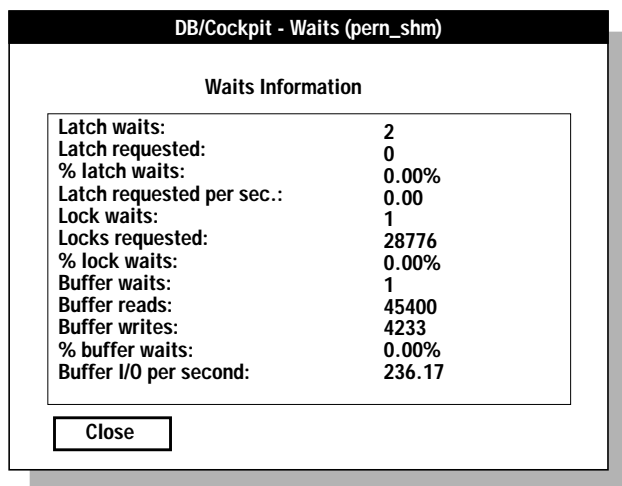 DB/Cockpit - Waits (pern_shm)
Waits Information
Latch waits: 2
Latch requested: 0
% latch waits: 0.00%
Latch requested per sec.: 0.00
Lock waits: 1
Locks requested: 28776
% lock waits: 0.00%
Buffer waits: 1
Buffer reads: 45400
Buffer writes: 4233
% buffer waits: 0.00%
Buffer I/0 per second: 236.17
Close